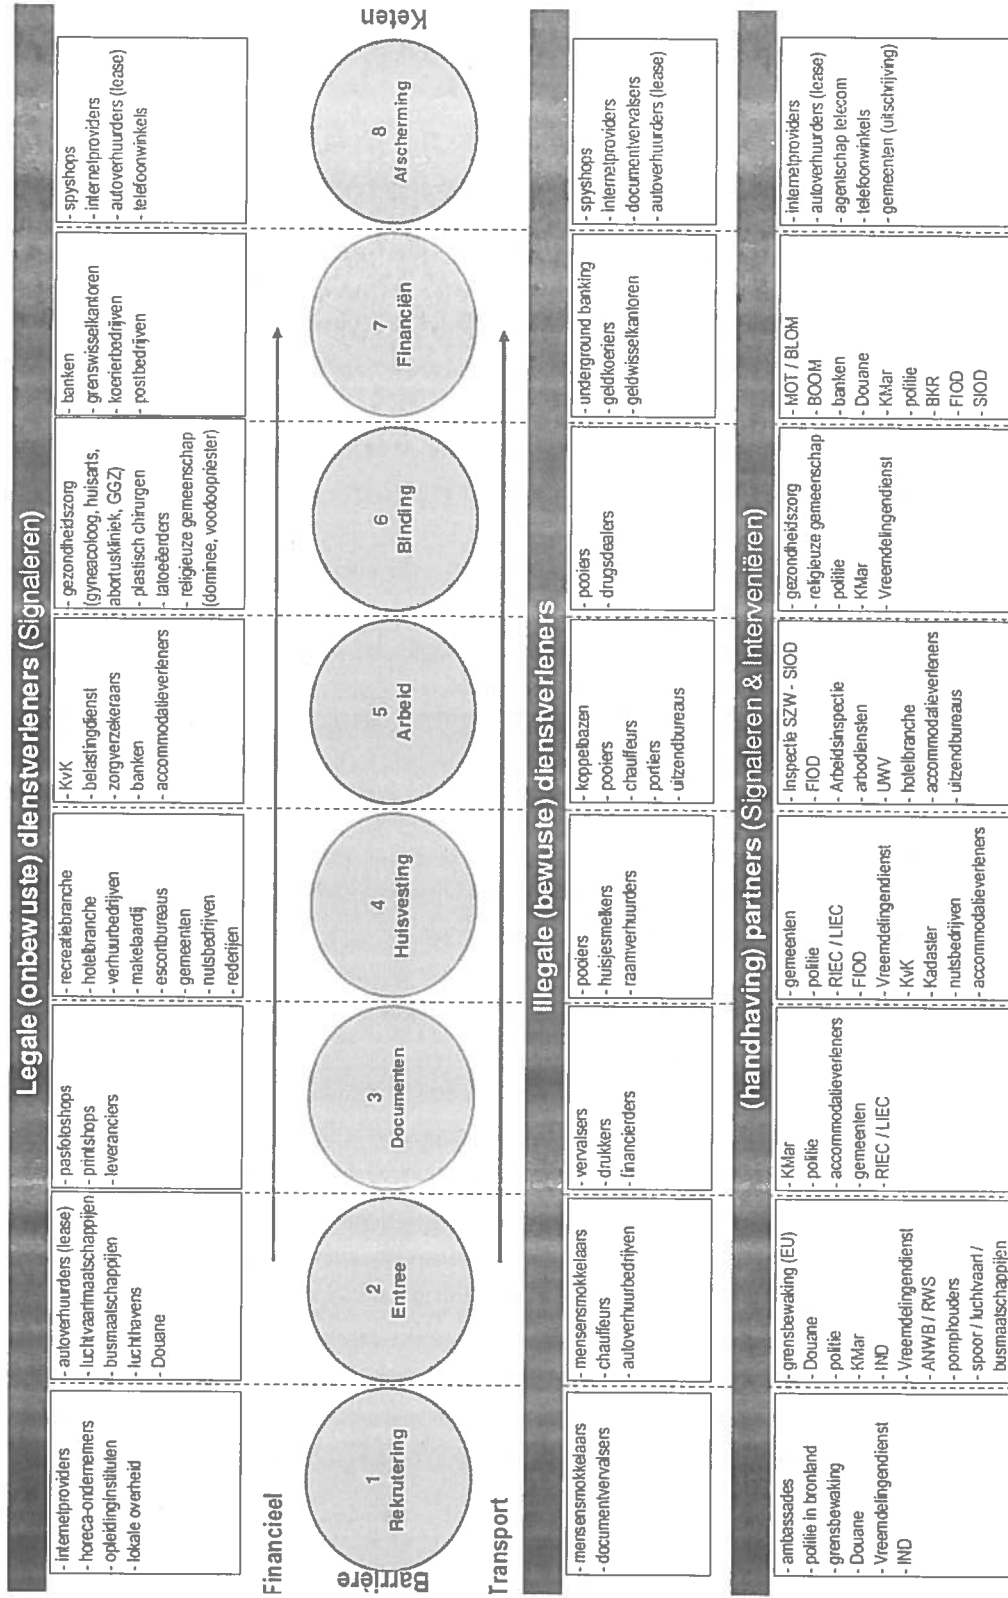 Legale (onbewuste) dienstverleners (Signaleren)
- internetproviders
- horeca-ondernemers
- opleidinginstituten
- lokale overheid
- autoverhuurders (lease)
- luchtvaartmaatschappijen
- busmaatschappijen
- luchthavens
- Douane
- pasfotoshops
- printshops
- leveranciers
- recreatiebranche
- hotelbranche
- verhuurbedrijven
- makelaardij
- escortbureaus
- gemeenten
- nutsbedrijven
- rederijen
- KvK
- belastingdienst
- zorgverzekeraars
- banken
- accommodatieverleners
- gezondheidszorg
(gyneacoloog, huisarts,
abortuskliniek, GGZ)
- plastisch chirurgen
- tatoeëerders
- religieuze gemeenschap
(dominee, voodoopriester)
- banken
- grenswisselkantoren
- koerierbedrijven
- postbedrijven
- spyshops
- internetproviders
- autoverhuurders (lease)
- telefoonwinkels
Financieel
Barrière
1
Rekrutering
2
Entree
3
Documenten
4
Huisvesting
5
Arbeid
6
Binding
7
Financiën
8
Afscherming
Keten
Transport
Illegale (bewuste) dienstverleners
- mensensmokkelaars
- documentvervalsers
- mensensmokkelaars
- chauffeurs
- autoverhuurbedrijven
- vervalsers
- drukkers
- financierders
- pooiers
- huisjesmelkers
- raamverhuurders
- koppelbazen
- pooiers
- chauffeurs
- portiers
- uitzendbureaus
- pooiers
- drugsdealers
- underground banking
- geldkoeriers
- geldwisselkantoren
- spyshops
- internetproviders
- documentvervalsers
- autoverhuurders (lease)
(handhaving) partners (Signaleren & Interveniëren)
- ambassades
- politie in bronland
- grensbewaking
- Douane
- Vreemdelingendienst
- IND
- grensbewaking (EU)
- Douane
- politie
- KMar
- IND
- Vreemdelingendienst
- ANWB / RWS
- pomphouders
- spoor / luchtvaart /
busmaatschappijen
- KMar
- politie
- accommodatieverleners
- gemeenten
- RIEC / LIEC
- gemeenten
- politie
- RIEC / LIEC
- FIOD
- Vreemdelingendienst
- KvK
- Kadaster
- nutsbedrijven
- accommodatieverleners
- Inspectie SZW - SIOD
- FIOD
- Arbeidsinspectie
- arbodiensten
- UWV
- hotelbranche
- accommodatieverleners
- uitzendbureaus
- gezondheidszorg
- religieuze gemeenschap
- politie
- KMar
- Vreemdelingendienst
- MOT / BLOM
- BOOM
- banken
- Douane
- KMar
- politie
- BKR
- FIOD
- SIOD
- internetproviders
- autoverhuurders (lease)
- agentschap telecom
- telefoonwinkels
- gemeenten (uitschrijving)